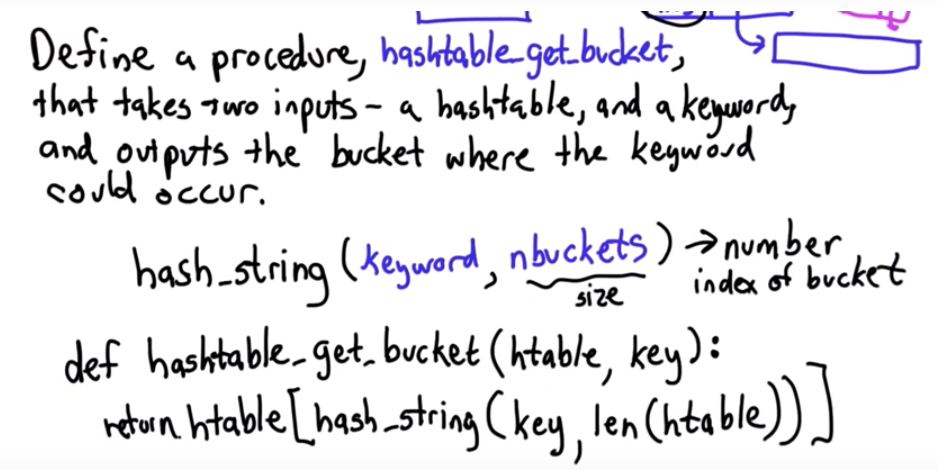 Define a procedure, hashtable_get_bucket,
that takes two inputs - a hashtable, and a keyword,
and outputs the bucket where the keyword
could occur.
hash_string (keyword, nbuckets) → number
size
index of bucket
def hashtable_get_bucket (htable, key):
return htable[hash_string(key, len(htable))]